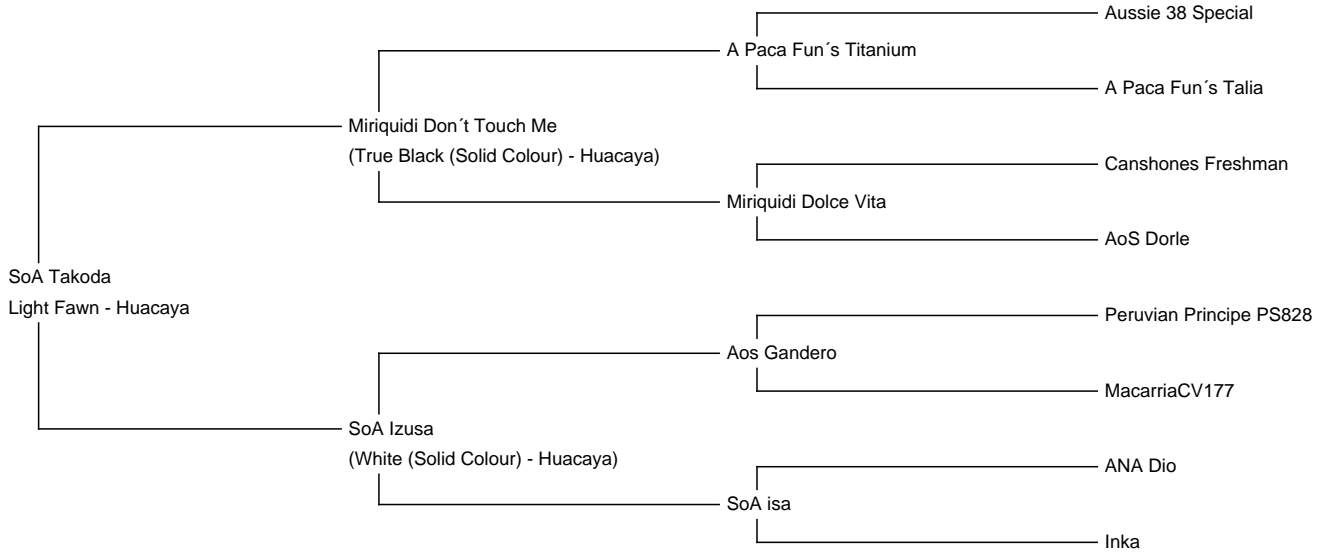 Aussie 38 Special
A Paca Fun´s Titanium
A Paca Fun´s Talia
Miriquidi Don´t Touch Me
(True Black (Solid Colour) - Huacaya)
Canshones Freshman
Miriquidi Dolce Vita
AoS Dorle
SoA Takoda
Light Fawn - Huacaya
Peruvian Principe PS828
Aos Gandero
MacarriaCV177
SoA Izusa
(White (Solid Colour) - Huacaya)
ANA Dio
SoA isa
Inka